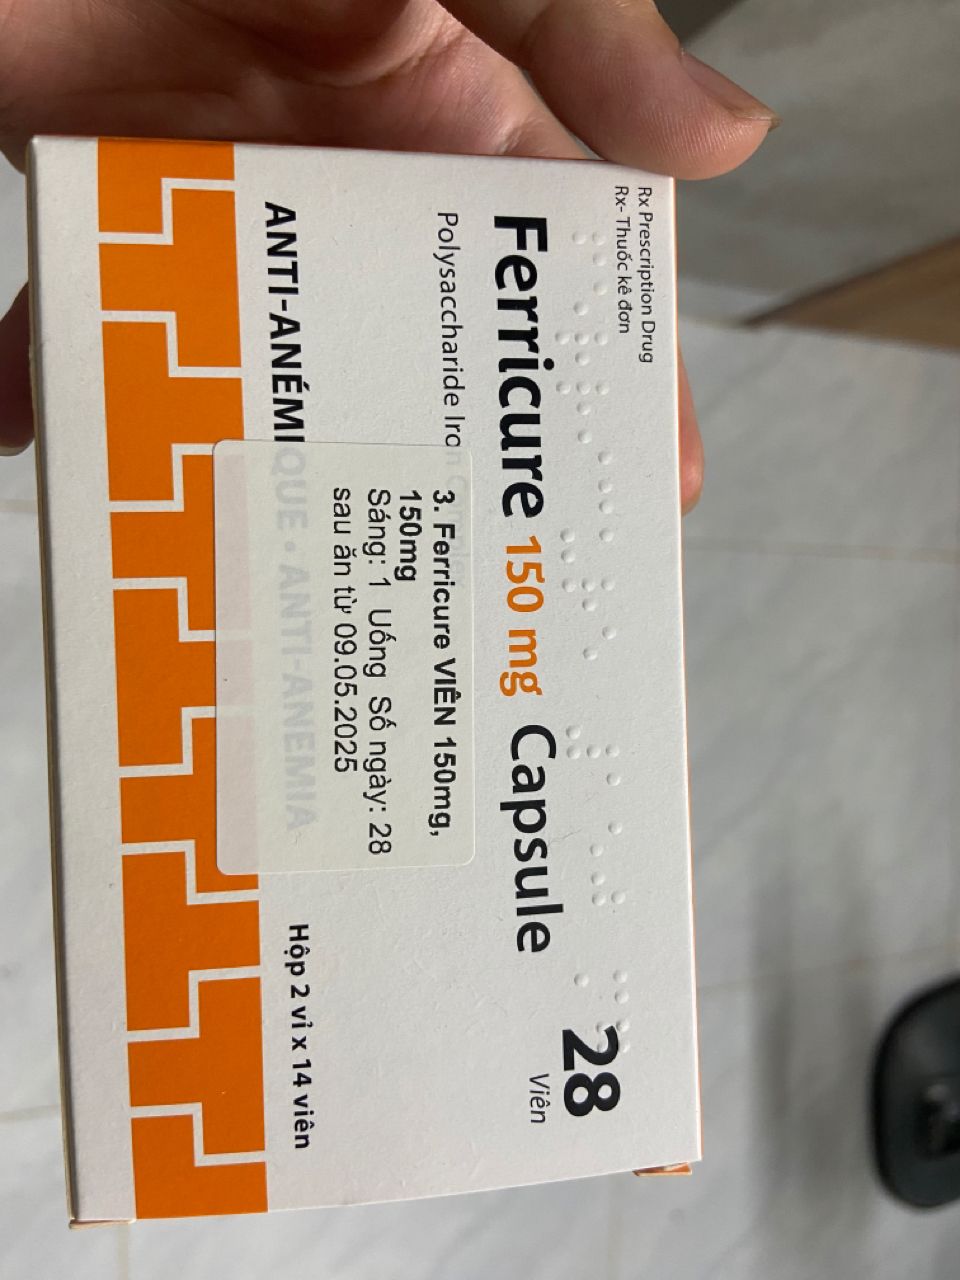 Rx Prescription Drug
Rx- Thuốc kê đơn
Ferricure 150 mg Capsule
28
Viên
Polysaccharide Iron
3. Ferricure VIÊN 150mg,
150mg
Sáng: 1 Uống Số ngày: 28
sau ăn từ 09.05.2025
ANTI-ANÉMIQUE • ANTI-ANEMIA
Hộp 2 vỉ x 14 viên